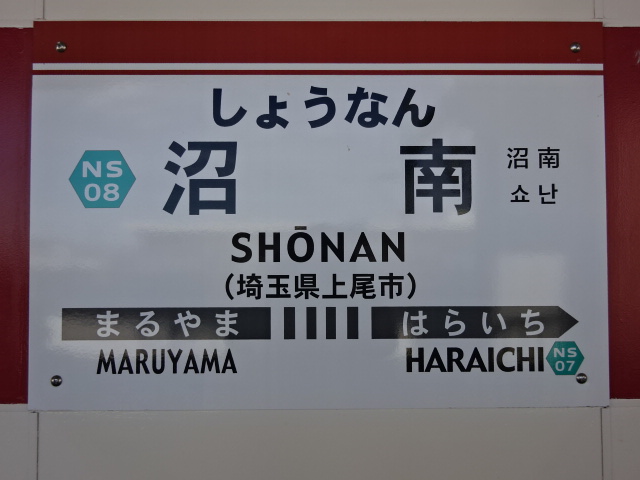 しょうなん
NS
08
沼南
沼南
쇼난
SHŌNAN
(埼玉県上尾市)
まるやま はらいち
MARUYAMA HARAICHI
NS
07